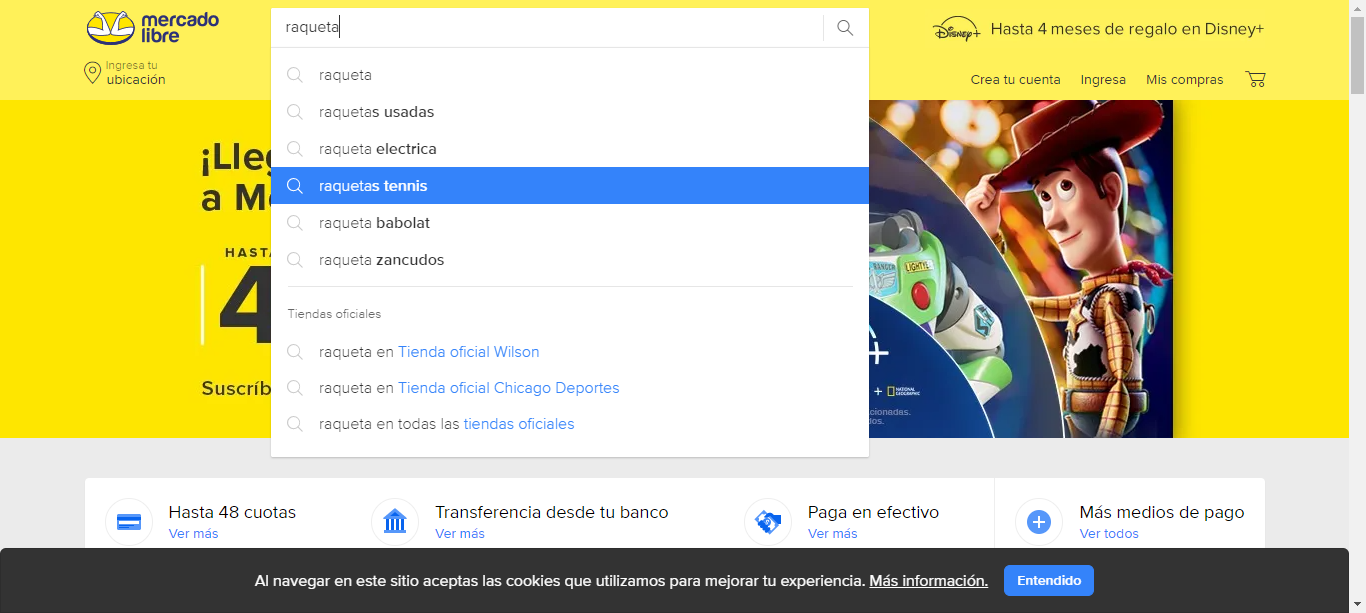 mercado
libre
raqueta
DISNEY+
Hasta 4 meses de regalo en Disney+
Ingresa tu
ubicación
Crea tu cuenta
Ingresa
Mis compras
raqueta
raquetas usadas
raqueta electrica
raquetas tennis
raqueta babolat
raqueta zancudos
Tiendas oficiales
raqueta en Tienda oficial Wilson
raqueta en Tienda oficial Chicago Deportes
raqueta en todas las tiendas oficiales
¡Lleg
a M
HASTA
4
Suscríb
RANGER
LIGHTYE
+ NATIONAL
GEOGRAPHIC
cionadas.
dos.
Hasta 48 cuotas
Ver más
Transferencia desde tu banco
Ver más
Paga en efectivo
Ver más
Más medios de pago
Ver todos
Al navegar en este sitio aceptas las cookies que utilizamos para mejorar tu experiencia. Más información.
Entendido